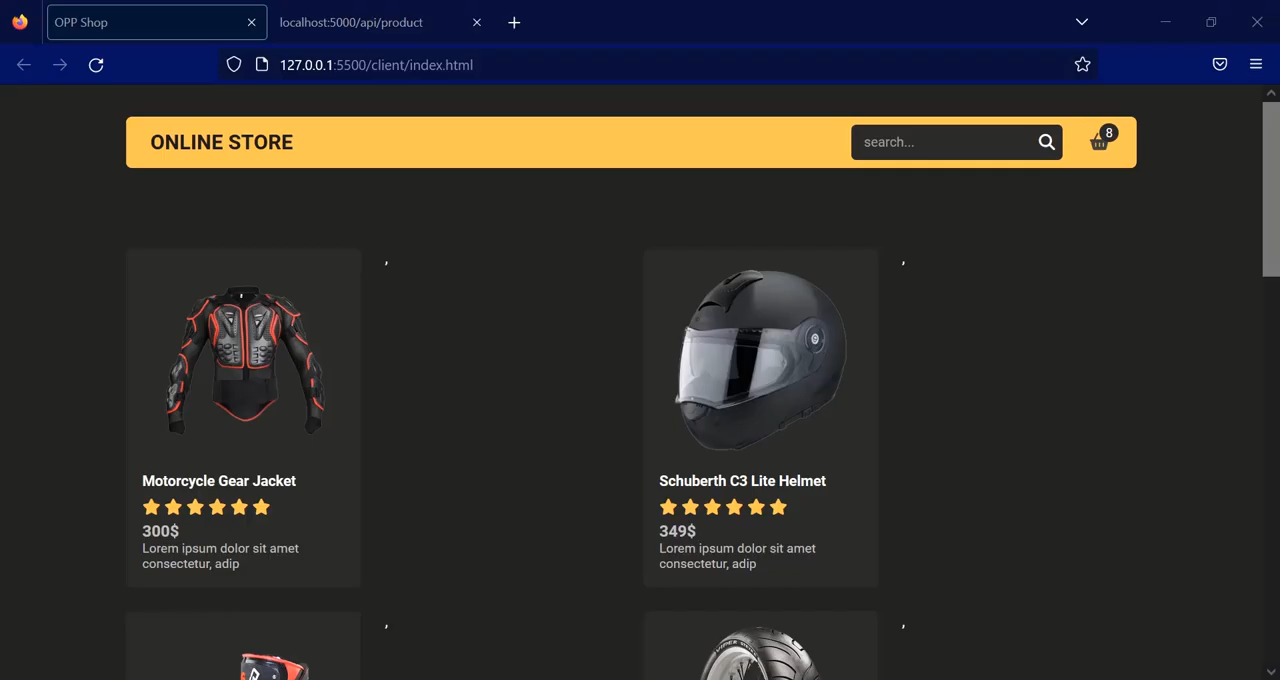 OPP Shop
localhost:5000/api/product
127.0.0.1:5500/client/index.html
ONLINE STORE
search...
8
,
,
Motorcycle Gear Jacket
300$
Lorem ipsum dolor sit amet
consectetur, adip
Schuberth C3 Lite Helmet
349$
Lorem ipsum dolor sit amet
consectetur, adip
,
,